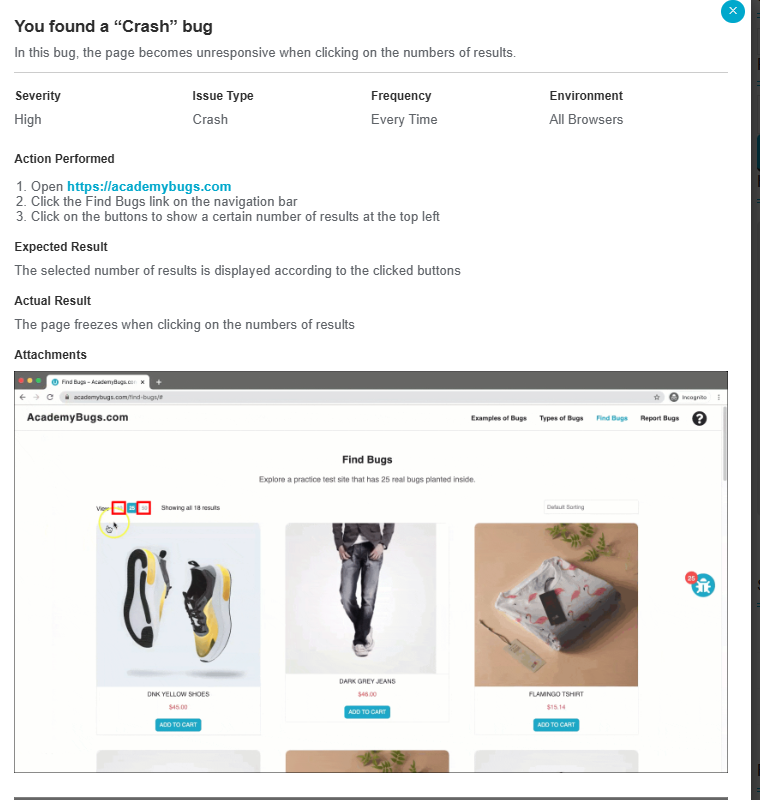 You found a “Crash” bug
In this bug, the page becomes unresponsive when clicking on the numbers of results.
Severity Issue Type Frequency Environment
High Crash Every Time All Browsers
Action Performed
1. Open https://academybugs.com
2. Click the Find Bugs link on the navigation bar
3. Click on the buttons to show a certain number of results at the top left
Expected Result
The selected number of results is displayed according to the clicked buttons
Actual Result
The page freezes when clicking on the numbers of results
Attachments
Find Bugs – AcademyBugs.co
academybugs.com/find-bugs/# Incognito
AcademyBugs.com Examples of Bugs Types of Bugs Find Bugs Report Bugs ?
Find Bugs
Explore a practice test site that has 25 real bugs planted inside.
View 25 Showing all 18 results Default Sorting
25
DNK YELLOW SHOES DARK GREY JEANS FLAMINGO TSHIRT
$45.00 $46.00 $15.14
ADD TO CART ADD TO CART ADD TO CART